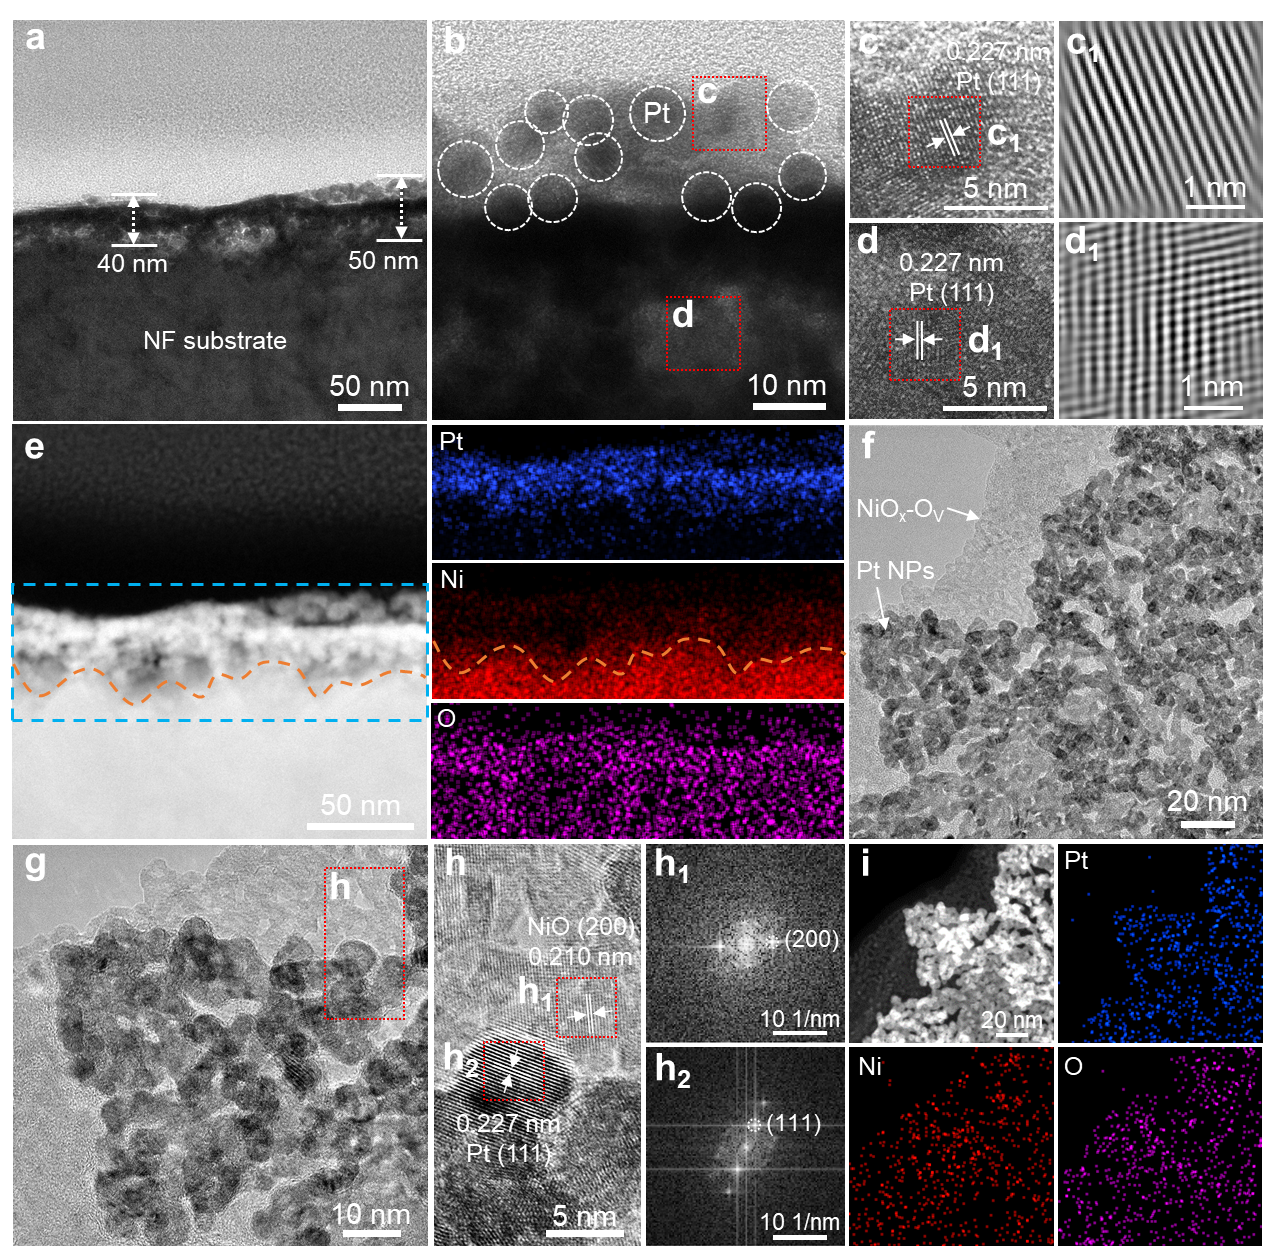 a
40 nm
50 nm
NF substrate
50 nm
b
Pt
c
d
10 nm
c
0.227 nm
Pt (111)
c₁
5 nm
c₁
1 nm
d
0.227 nm
Pt (111)
d₁
5 nm
d₁
1 nm
e
50 nm
Pt
Ni
O
f
NiOₓ-Oᵥ
Pt NPs
20 nm
g
h
10 nm
h
NiO (200)
0.210 nm
h₁
h₂
0.227 nm
Pt (111)
5 nm
h₁
(200)
10 1/nm
h₂
(111)
10 1/nm
i
20 nm
Pt
Ni
O